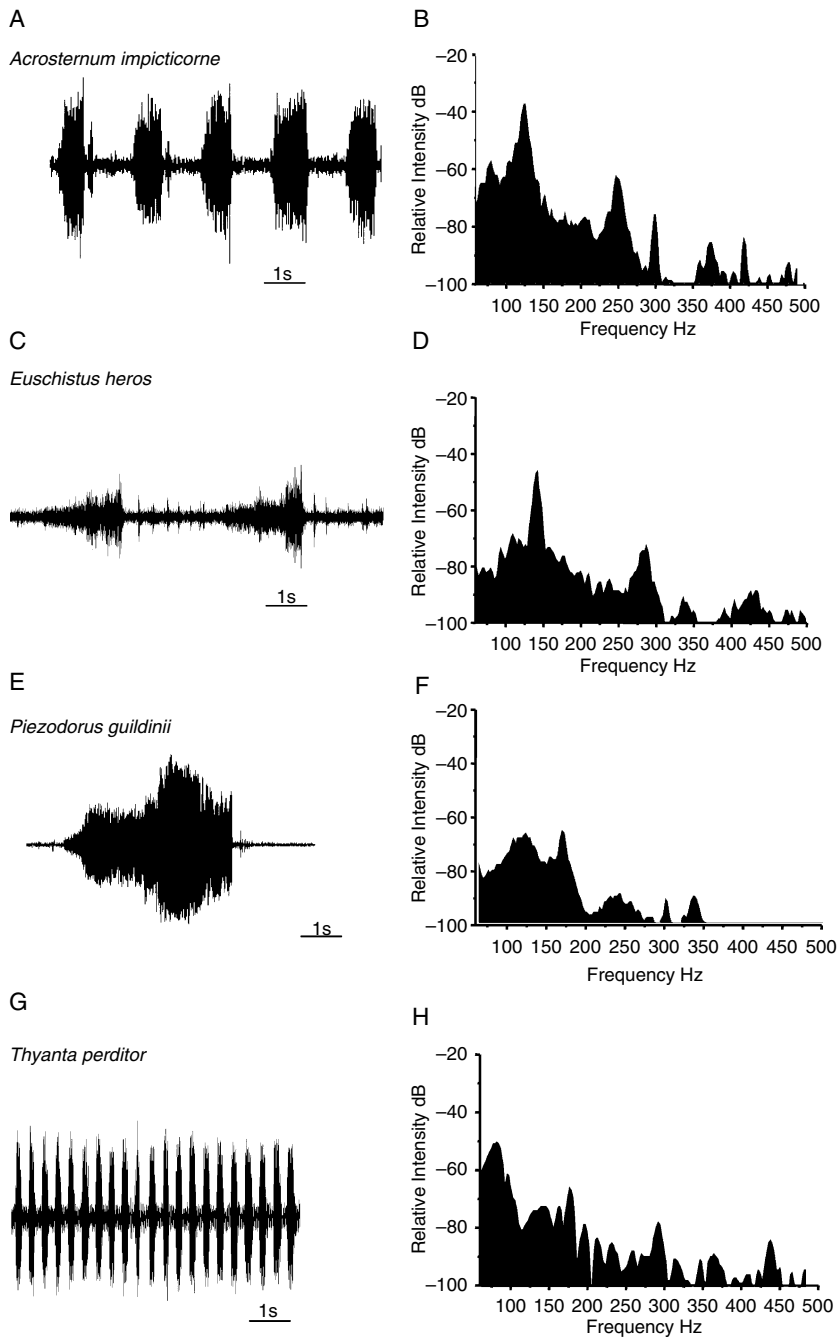 A
Acrosternum impicticorne
1s
B
−20
−40
−60
−80
−100
Relative Intensity dB
100 150 200 250 300 350 400 450 500
Frequency Hz
C
Euschistus heros
1s
D
−20
−40
−60
−80
−100
Relative Intensity dB
100 150 200 250 300 350 400 450 500
Frequency Hz
E
Piezodorus guildinii
1s
F
−20
−40
−60
−80
−100
Relative Intensity dB
100 150 200 250 300 350 400 450 500
Frequency Hz
G
Thyanta perditor
1s
H
−20
−40
−60
−80
−100
Relative Intensity dB
100 150 200 250 300 350 400 450 500
Frequency Hz